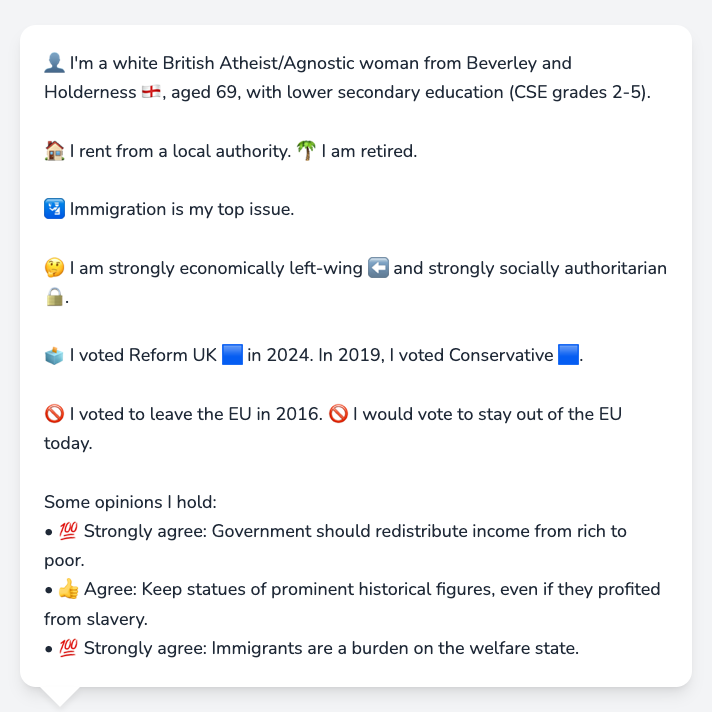 👤 I'm a white British Atheist/Agnostic woman from Beverley and
Holderness 🏴󠁧󠁢󠁥󠁮󠁧󠁿, aged 69, with lower secondary education (CSE grades 2-5).
🏠 I rent from a local authority. 🌴 I am retired.
🛂 Immigration is my top issue.
🤔 I am strongly economically left-wing ⬅️ and strongly socially authoritarian
🔒.
🗳️ I voted Reform UK 🟦 in 2024. In 2019, I voted Conservative 🟦.
🚫 I voted to leave the EU in 2016. 🚫 I would vote to stay out of the EU
today.
Some opinions I hold:
• 💯 Strongly agree: Government should redistribute income from rich to
poor.
• 👍 Agree: Keep statues of prominent historical figures, even if they profited
from slavery.
• 💯 Strongly agree: Immigrants are a burden on the welfare state.